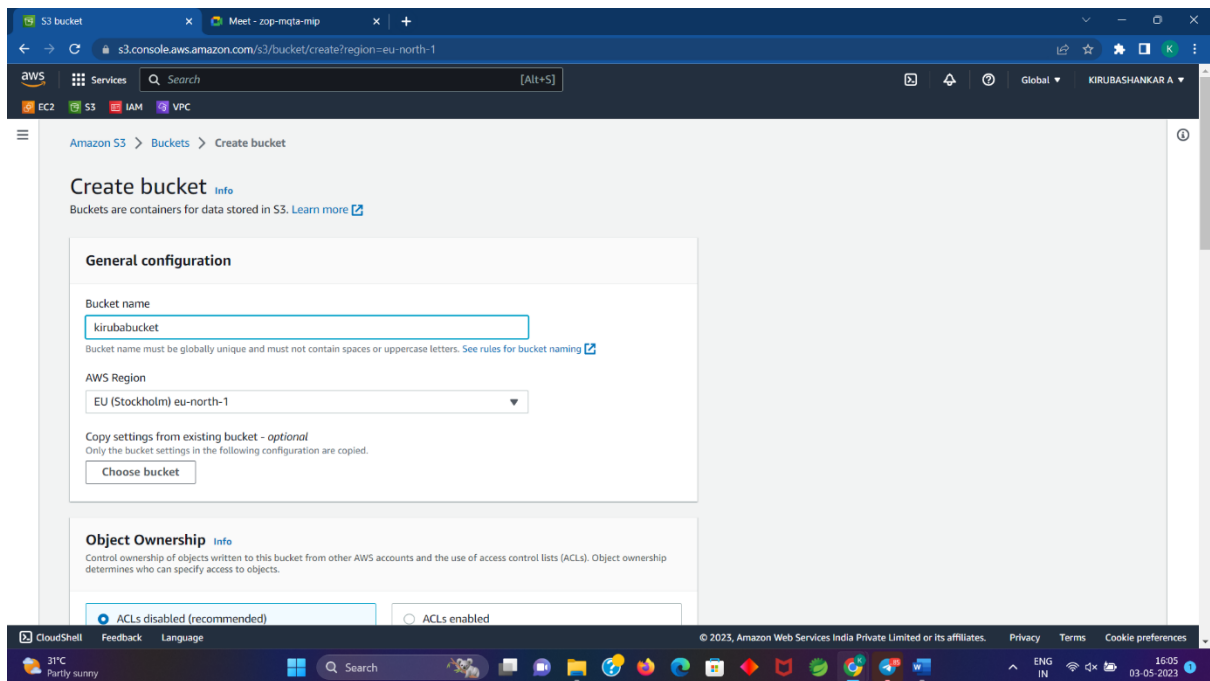 S3 bucket
Meet - zop-mqta-mip
s3.console.aws.amazon.com/s3/bucket/create?region=eu-north-1
K
aws
Services
Search
[Alt+S]
Global
KIRUBASHANKAR A
EC2 S3 IAM VPC
Amazon S3 > Buckets > Create bucket
Create bucket Info
Buckets are containers for data stored in S3. Learn more
General configuration
Bucket name
kirubabucket
Bucket name must be globally unique and must not contain spaces or uppercase letters. See rules for bucket naming
AWS Region
EU (Stockholm) eu-north-1
Copy settings from existing bucket - optional
Only the bucket settings in the following configuration are copied.
Choose bucket
Object Ownership Info
Control ownership of objects written to this bucket from other AWS accounts and the use of access control lists (ACLs). Object ownership
determines who can specify access to objects.
ACLs disabled (recommended)
ACLs enabled
CloudShell Feedback Language
© 2023, Amazon Web Services India Private Limited or its affiliates. Privacy Terms Cookie preferences
31°C
Partly sunny
Search
ENG
IN
16:05
03-05-2023
1